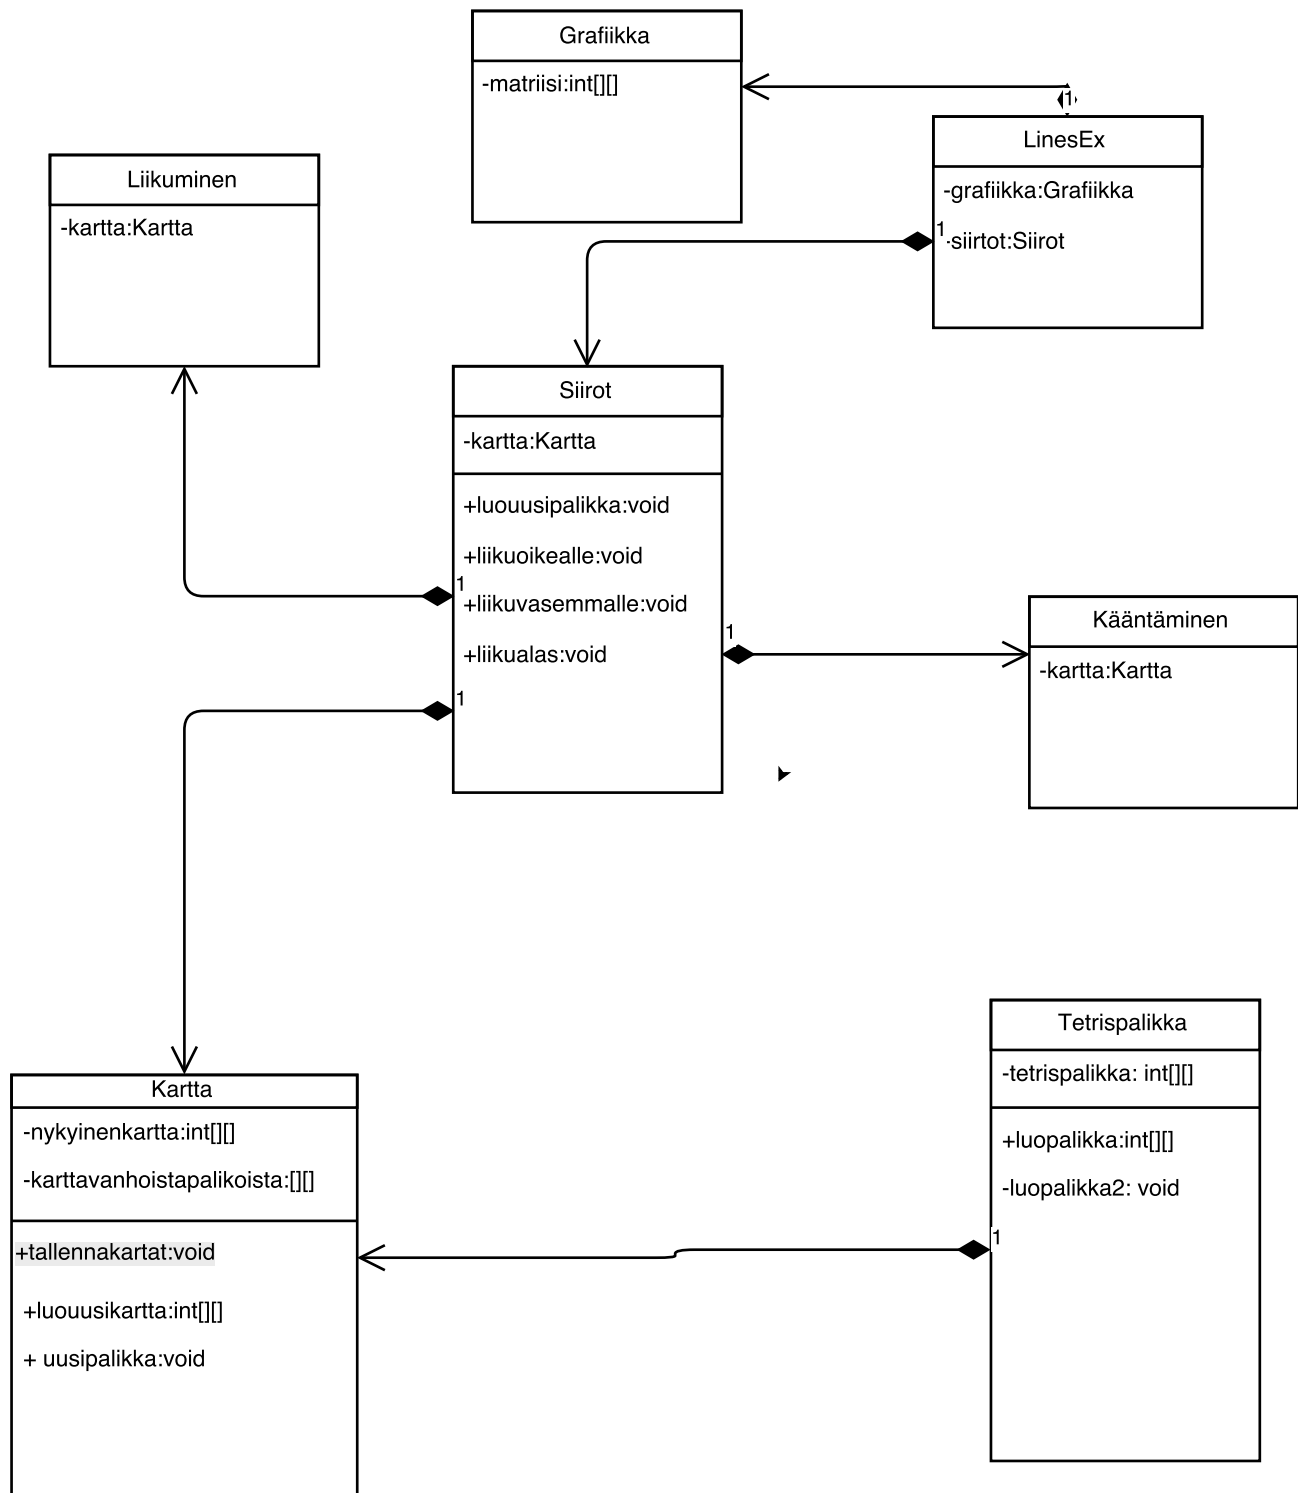 Grafiikka
-matriisi:int[][]
1
LinesEx
-grafiikka:Grafiikka
1
-siirtot:Siirot
Liikuminen
-kartta:Kartta
Siirot
-kartta:Kartta
+luouusipalikka:void
+liikuoikealle:void
1
+liikuvasemmalle:void
+liikualas:void
1
1
Kääntäminen
-kartta:Kartta
Tetrispalikka
-tetrispalikka: int[][]
+luopalikka:int[][]
-luopalikka2: void
1
Kartta
-nykyinenkartta:int[][]
-karttavanhoistapalikoista:[][]
+tallennakartat:void
+luouusikartta:int[][]
+ uusipalikka:void